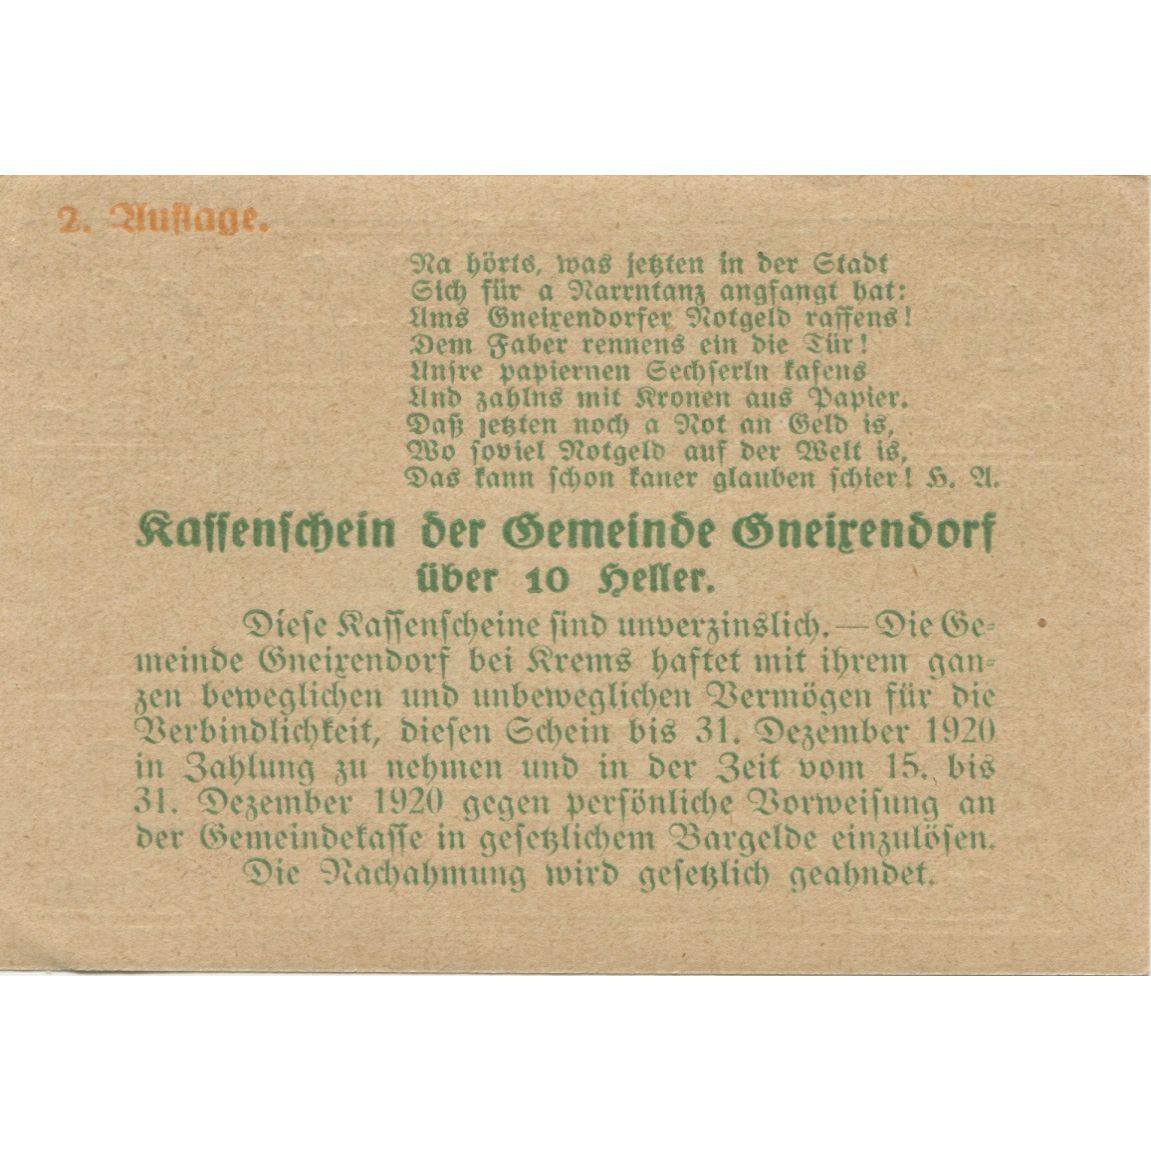 2. Auflage.
Na hörts, was jetzten in der Stadt
Sich für a Narrntanz angfangt hat:
Ums Gneixendorfer Notgeld raffens!
Dem Faber rennens ein die Tür!
Unsre papiernen Sechserln kafens
Und zahlns mit Kronen aus Papier.
Daß jetzten noch a Not an Geld is,
Wo soviel Notgeld auf der Welt is,
Das kann schon kaner glauben schier! H. A.
Kassenschein der Gemeinde Gneixendorf
über 10 Heller.
Diese Kassenscheine sind unverzinslich. — Die Ge-
meinde Gneixendorf bei Krems haftet mit ihrem gan-
zen beweglichen und unbeweglichen Vermögen für die
Verbindlichkeit, diesen Schein bis 31. Dezember 1920
in Zahlung zu nehmen und in der Zeit vom 15. bis
31. Dezember 1920 gegen persönliche Vorweisung an
der Gemeindekasse in gesetzlichem Bargelde einzulösen.
Die Nachahmung wird gesetzlich geahndet.